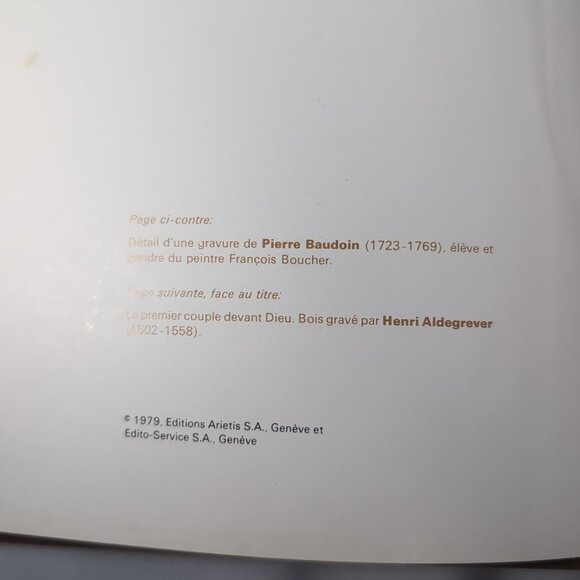 Page ci-contre:
Détail d'une gravure de Pierre Baudoin (1723-1769), élève et
gendre du peintre François Boucher.
Page suivante, face au titre:
Le premier couple devant Dieu. Bois gravé par Henri Aldegrever
(1502-1558).
© 1979, Editions Arietis S.A., Genève et
Edito-Service S.A., Genève